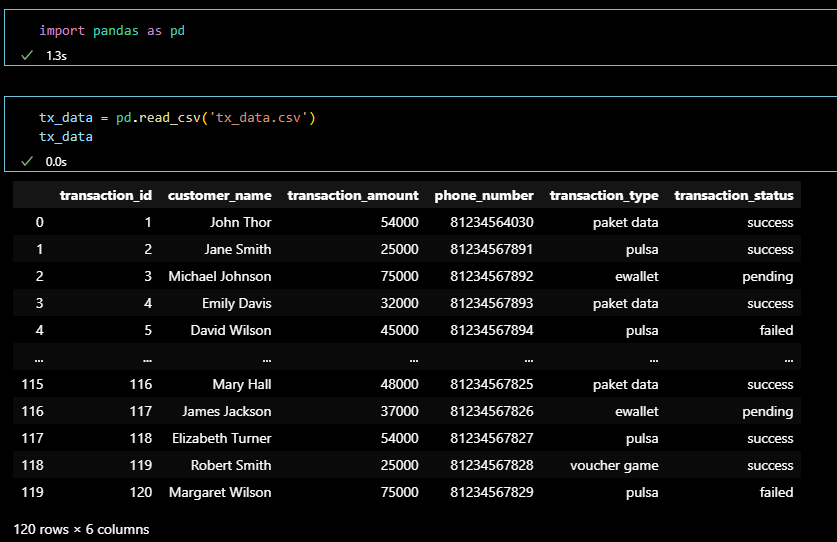 import pandas as pd
1.3s
tx_data = pd.read_csv('tx_data.csv')
tx_data
0.0s
transaction_id customer_name transaction_amount phone_number transaction_type transaction_status
0 1 John Thor 54000 81234564030 paket data success
1 2 Jane Smith 25000 81234567891 pulsa success
2 3 Michael Johnson 75000 81234567892 ewallet pending
3 4 Emily Davis 32000 81234567893 paket data success
4 5 David Wilson 45000 81234567894 pulsa failed
... ... ... ... ... ... ...
115 116 Mary Hall 48000 81234567825 paket data success
116 117 James Jackson 37000 81234567826 ewallet pending
117 118 Elizabeth Turner 54000 81234567827 pulsa success
118 119 Robert Smith 25000 81234567828 voucher game success
119 120 Margaret Wilson 75000 81234567829 pulsa failed
120 rows × 6 columns